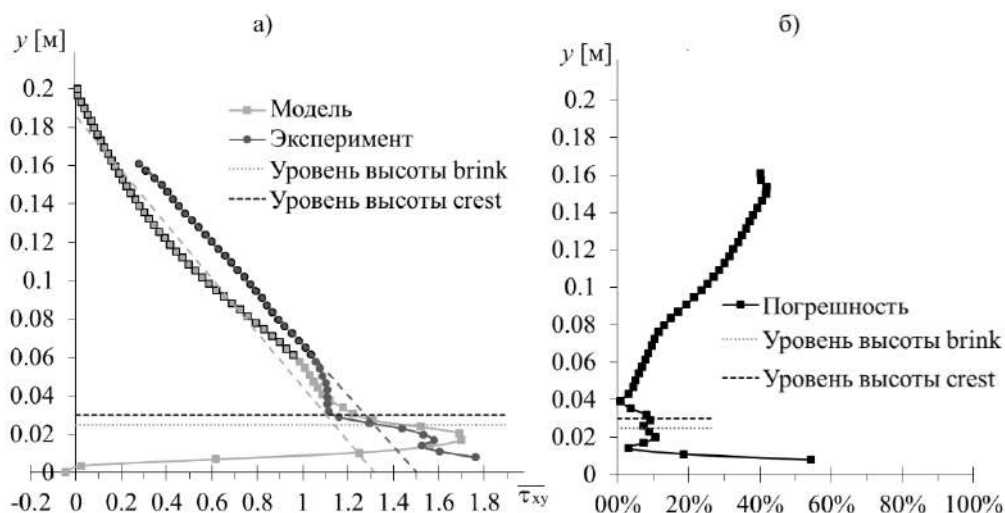 а)
y [м]
0.2
0.18
0.16
0.14
0.12
0.1
0.08
0.06
0.04
0.02
0
-0.2 0 0.2 0.4 0.6 0.8 1 1.2 1.4 1.6 1.8
τxy
Модель
Эксперимент
Уровень высоты brink
Уровень высоты crest
б)
y [м]
0.2
0.18
0.16
0.14
0.12
0.1
0.08
0.06
0.04
0.02
0
00% 20% 40% 60% 80% 100%
Погрешность
Уровень высоты brink
Уровень высоты crest